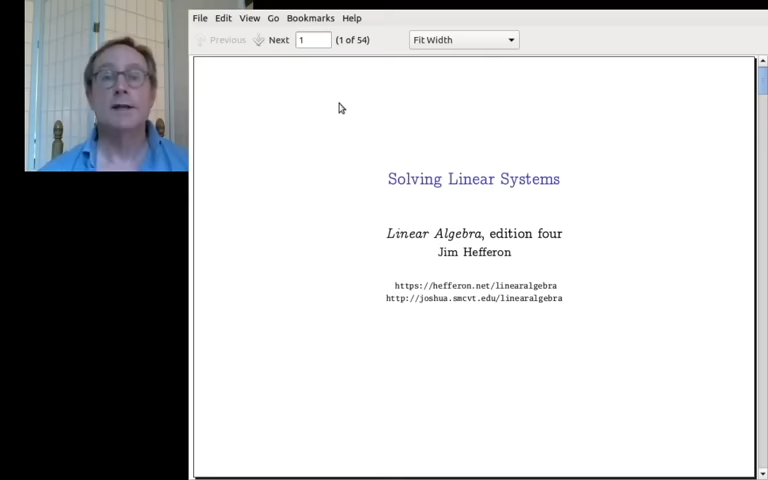 File Edit View Go Bookmarks Help
Previous Next 1 (1 of 54) Fit Width
Solving Linear Systems
Linear Algebra, edition four
Jim Hefferon
https://hefferon.net/linearalgebra
http://joshua.smcvt.edu/linearalgebra